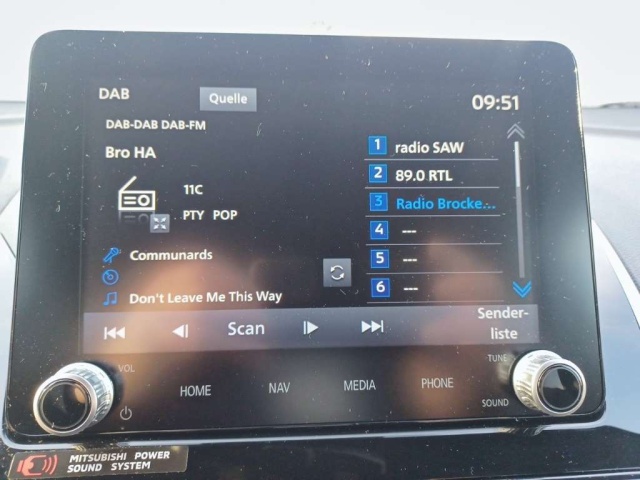 DAB
Quelle
09:51
DAB-DAB DAB-FM
Bro HA
11C
PTY POP
Communards
Don't Leave Me This Way
1 radio SAW
2 89.0 RTL
3 Radio Brocke...
4 ---
5 ---
6 ---
Scan
Sender-
liste
VOL
TUNE
HOME
NAV
MEDIA
PHONE
SOUND
MITSUBISHI POWER
SOUND SYSTEM